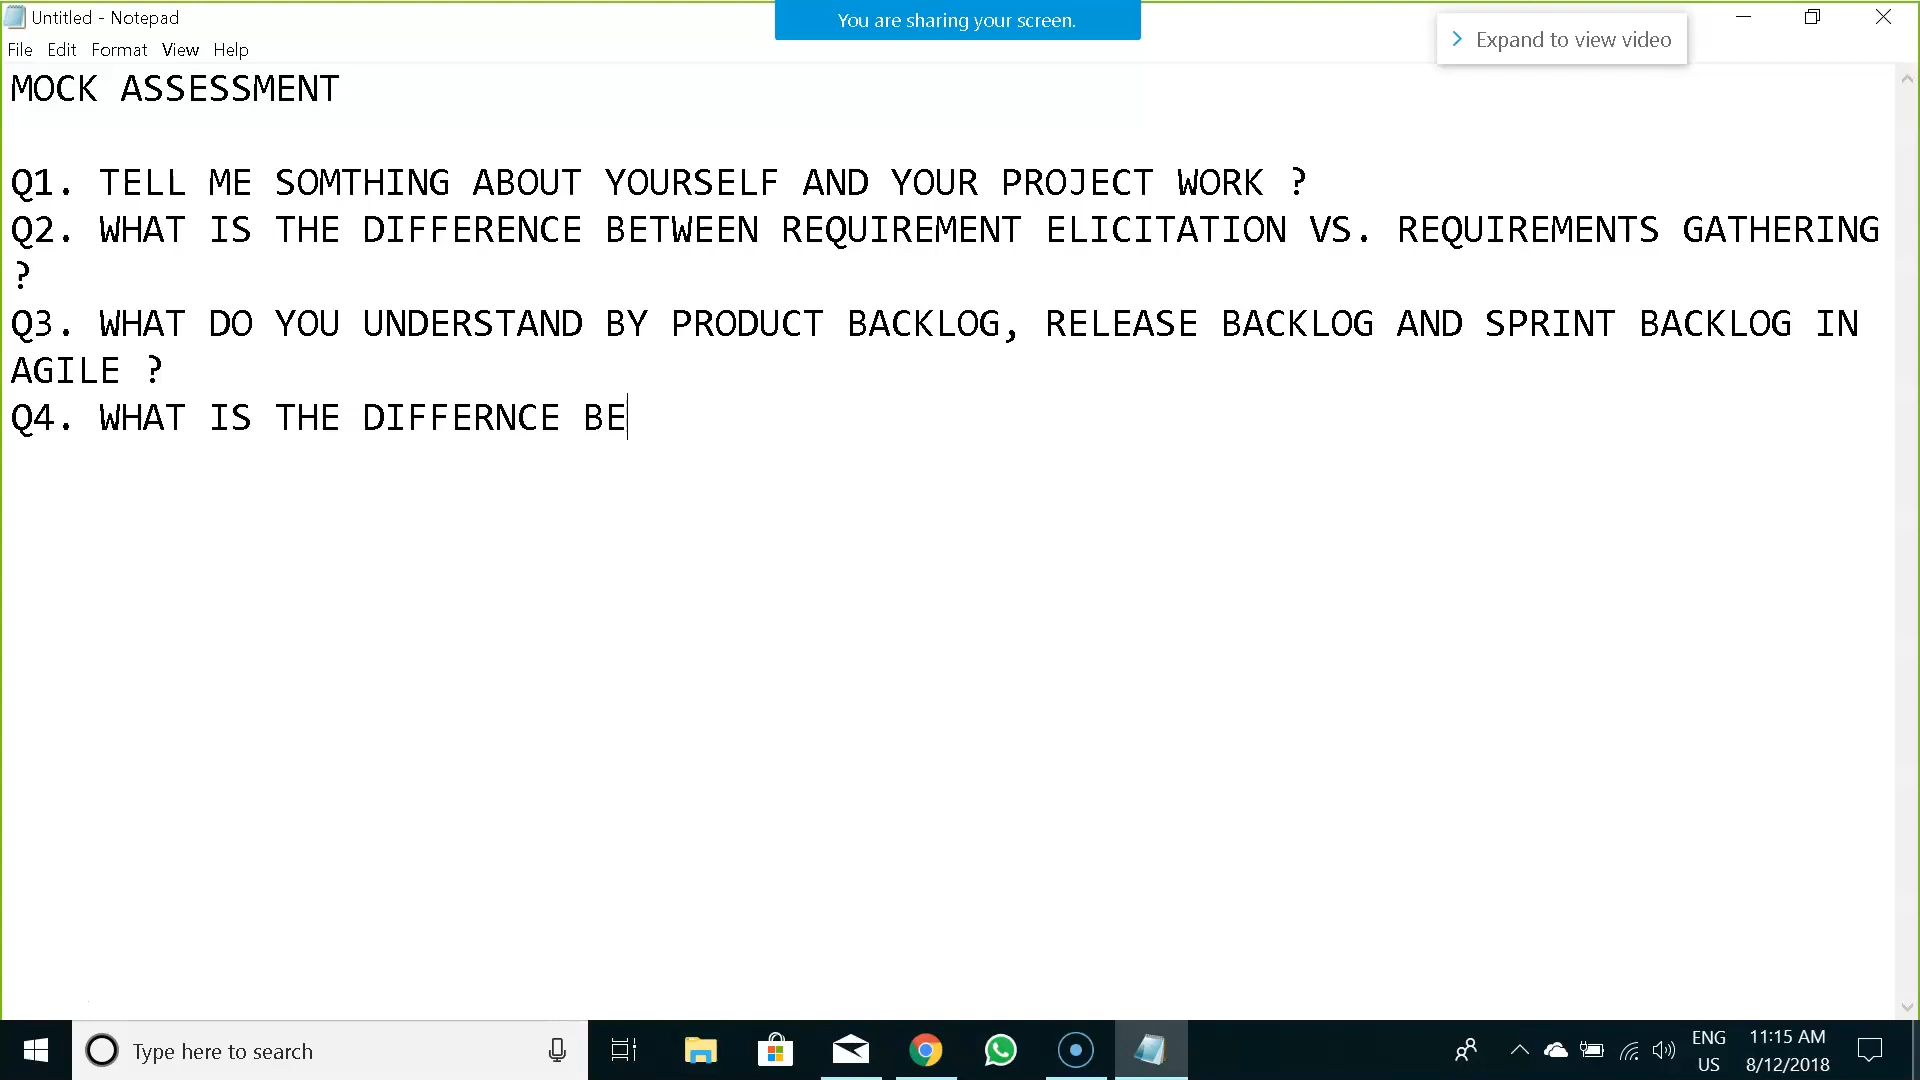 Untitled - Notepad
You are sharing your screen.
Expand to view video
File Edit Format View Help
MOCK ASSESSMENT
Q1. TELL ME SOMTHING ABOUT YOURSELF AND YOUR PROJECT WORK ?
Q2. WHAT IS THE DIFFERENCE BETWEEN REQUIREMENT ELICITATION VS. REQUIREMENTS GATHERING
?
Q3. WHAT DO YOU UNDERSTAND BY PRODUCT BACKLOG, RELEASE BACKLOG AND SPRINT BACKLOG IN
AGILE ?
Q4. WHAT IS THE DIFFERNCE BE
Type here to search
ENG
US
11:15 AM
8/12/2018